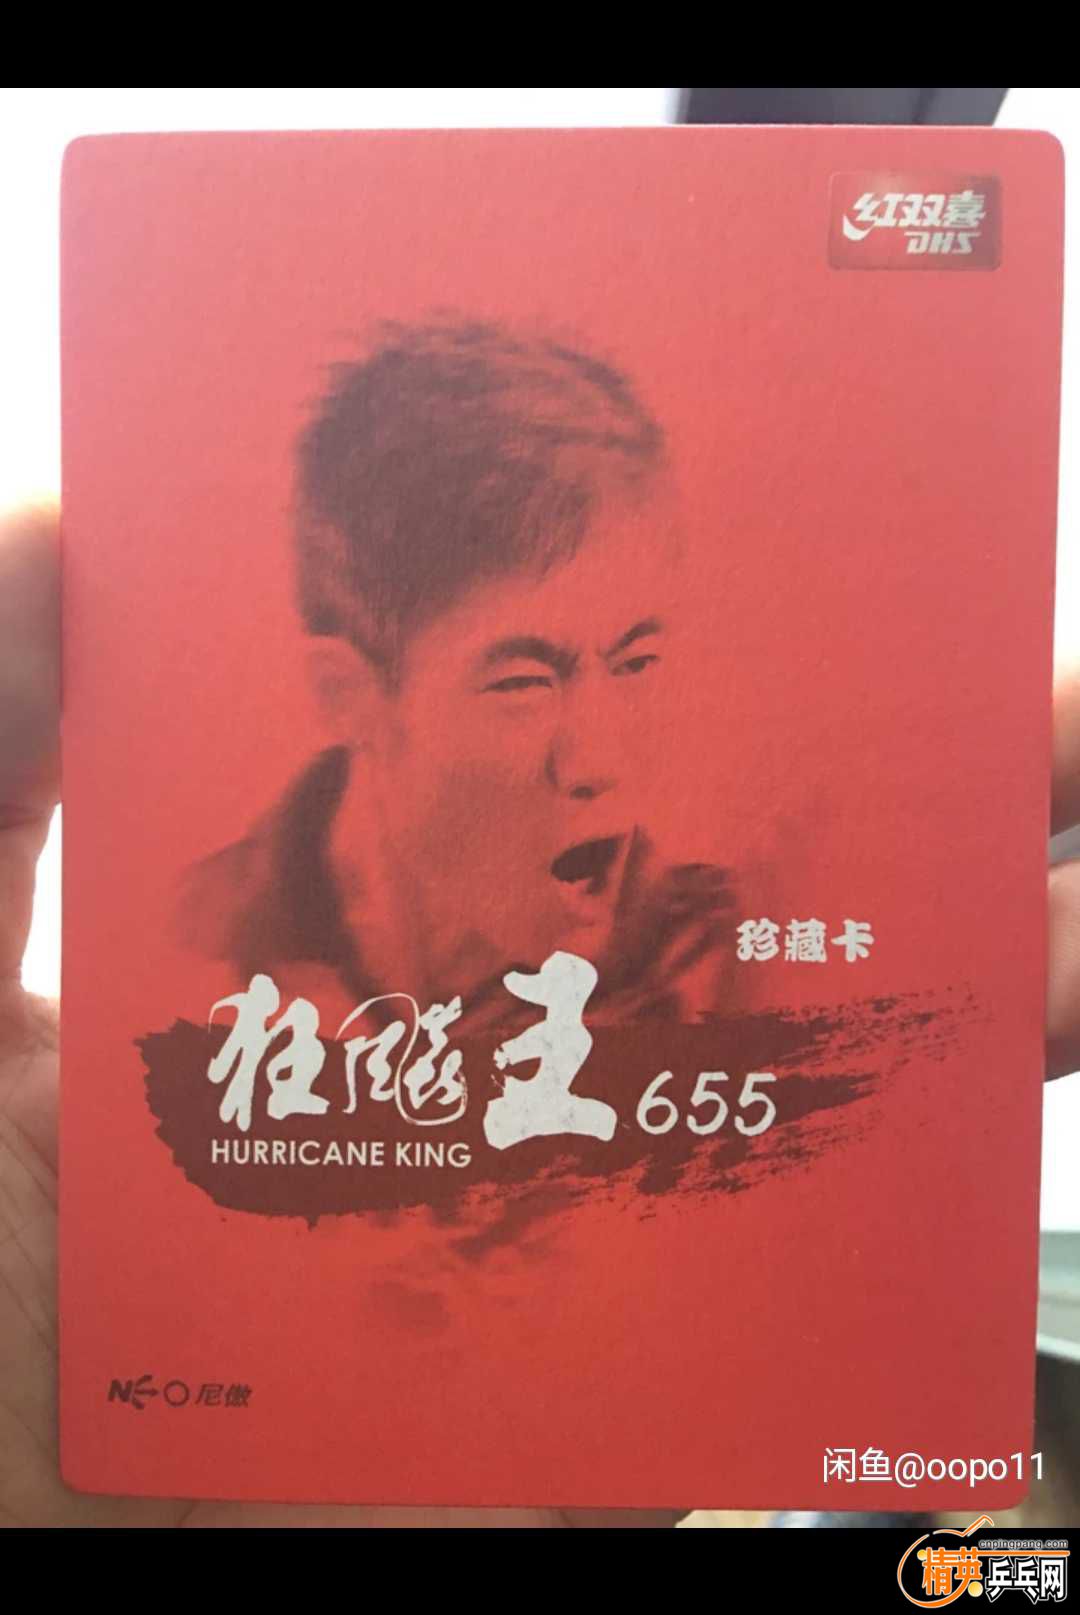 红双喜
DHS
珍藏卡
狂飚王 655
HURRICANE KING
NEO 尼傲
闲鱼@oopo11
cnpingpang.com
精英乒乓网